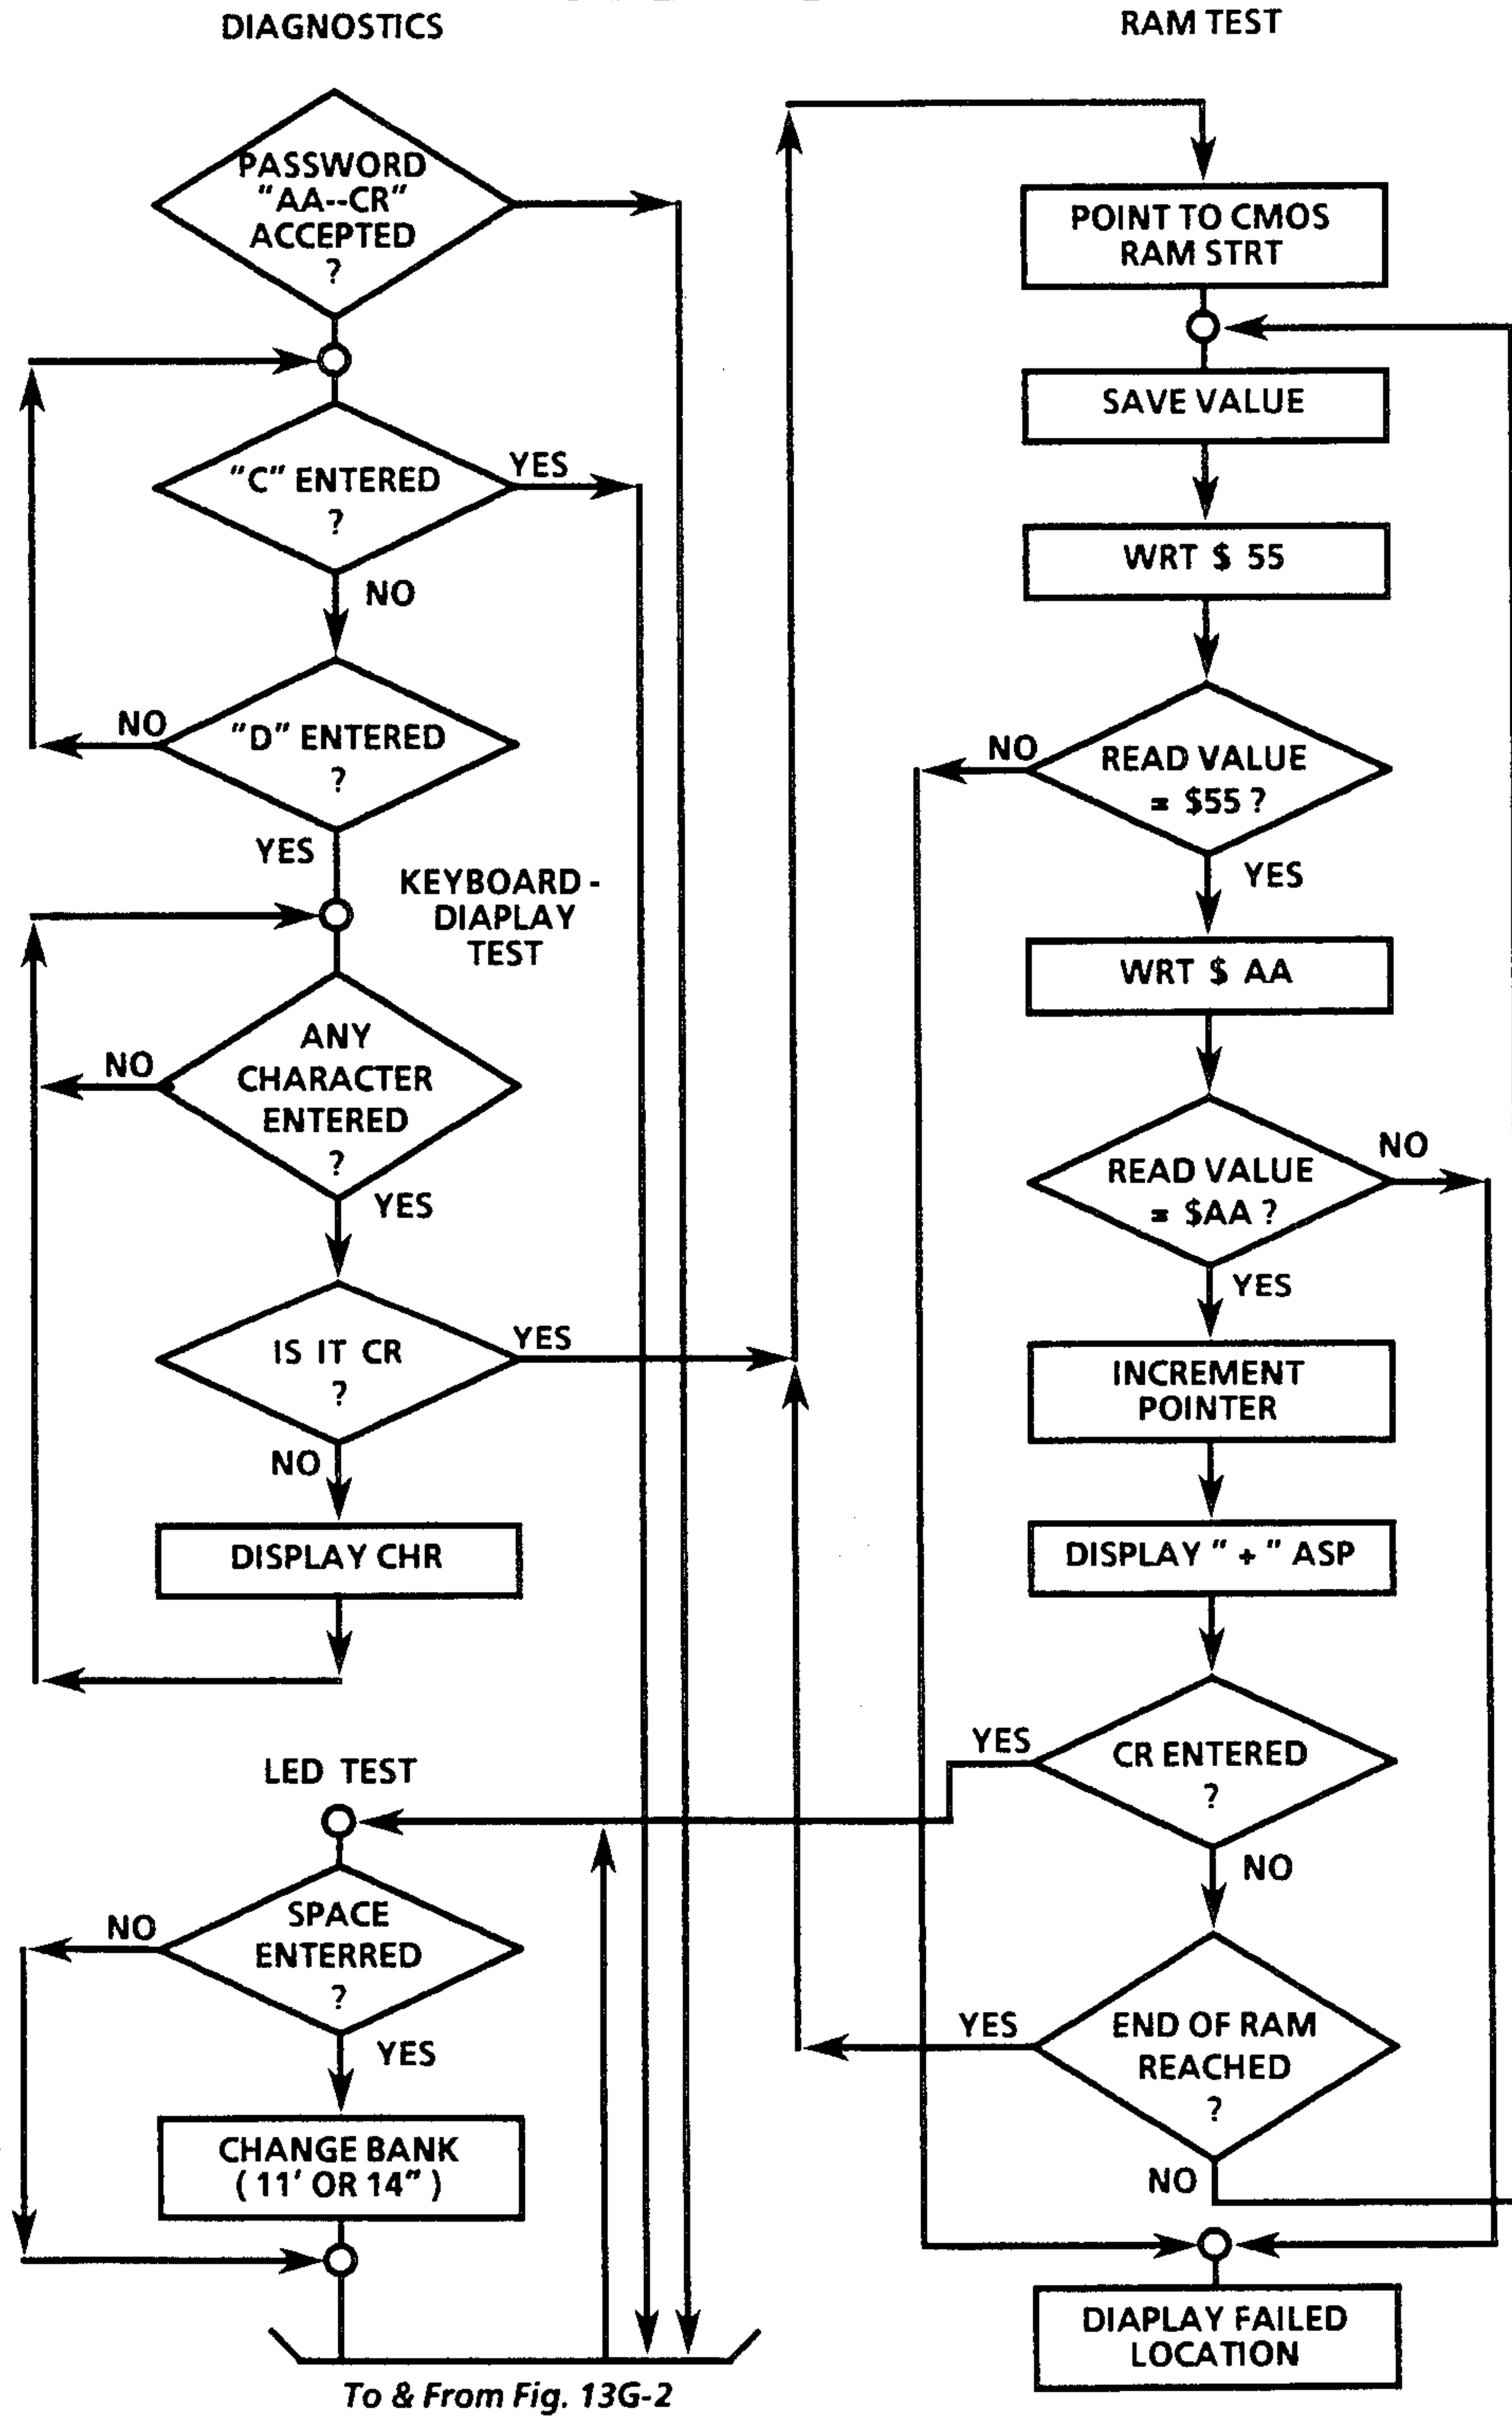 DIAGNOSTICS
PASSWORD
"AA--CR"
ACCEPTED
?
"C" ENTERED
?
YES
NO
"D" ENTERED
?
NO
YES
KEYBOARD -
DIAPLAY
TEST
ANY
CHARACTER
ENTERED
?
NO
YES
IS IT CR
?
YES
NO
DISPLAY CHR
LED TEST
SPACE
ENTERRED
?
NO
YES
CHANGE BANK
( 11' OR 14" )
To & From Fig. 13G-2
RAM TEST
POINT TO CMOS
RAM STRT
SAVE VALUE
WRT $ 55
READ VALUE
= $55 ?
NO
YES
WRT $ AA
READ VALUE
= $AA ?
NO
YES
INCREMENT
POINTER
DISPLAY " + " ASP
CR ENTERED
?
YES
NO
END OF RAM
REACHED
?
YES
NO
DIAPLAY FAILED
LOCATION